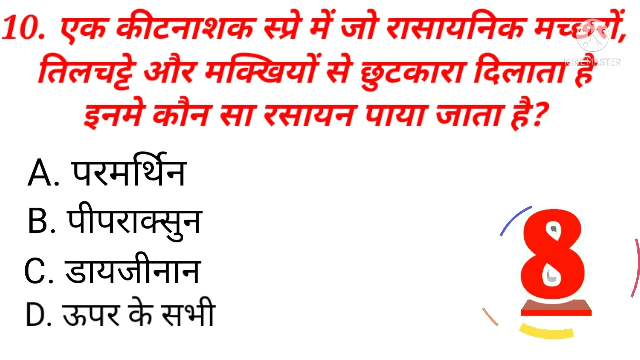 10. एक कीटनाशक स्प्रे में जो रासायनिक मच्छरों,
तिलचट्टे और मक्खियों से छुटकारा दिलाता है
इनमे कौन सा रसायन पाया जाता है?
A. परमर्थिन
B. पीपराक्सुन
C. डायजीनान
D. ऊपर के सभी
8